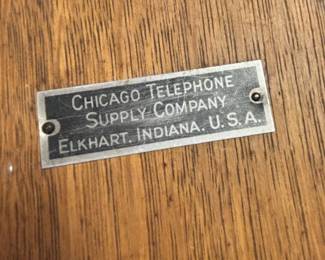 CHICAGO TELEPHONE
SUPPLY COMPANY
ELKHART, INDIANA, U.S.A.